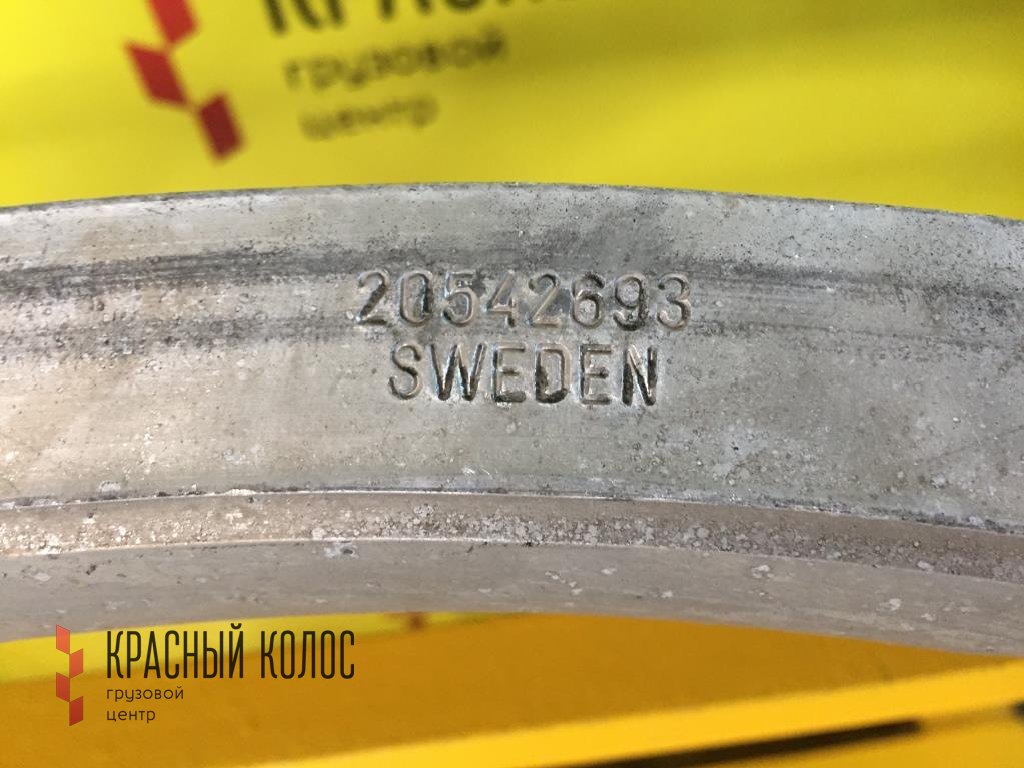 грузовой
центр
20542693
SWEDEN
КРАСНЫЙ КОЛОС
грузовой
центр